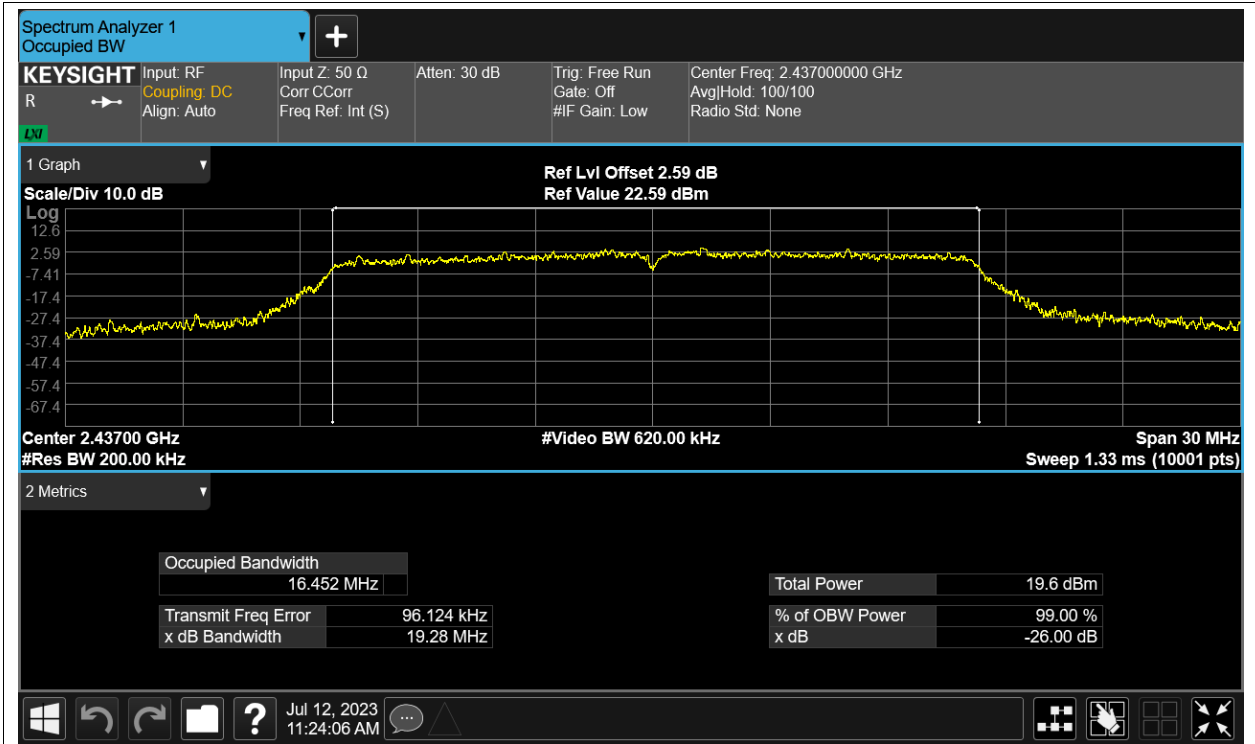 Spectrum Analyzer 1
Occupied BW
KEYSIGHT
R
LXI
Input: RF
Coupling: DC
Align: Auto
Input Z: 50 Ω
Corr CCorr
Freq Ref: Int (S)
Atten: 30 dB
Trig: Free Run
Gate: Off
#IF Gain: Low
Center Freq: 2.437000000 GHz
Avg|Hold: 100/100
Radio Std: None
1 Graph
Scale/Div 10.0 dB
Ref Lvl Offset 2.59 dB
Ref Value 22.59 dBm
Log
12.6
2.59
-7.41
-17.4
-27.4
-37.4
-47.4
-57.4
-67.4
Center 2.43700 GHz
#Res BW 200.00 kHz
#Video BW 620.00 kHz
Span 30 MHz
Sweep 1.33 ms (10001 pts)
2 Metrics
Occupied Bandwidth
16.452 MHz
Transmit Freq Error 96.124 kHz
x dB Bandwidth 19.28 MHz
Total Power 19.6 dBm
% of OBW Power 99.00 %
x dB -26.00 dB
?
Jul 12, 2023
11:24:06 AM